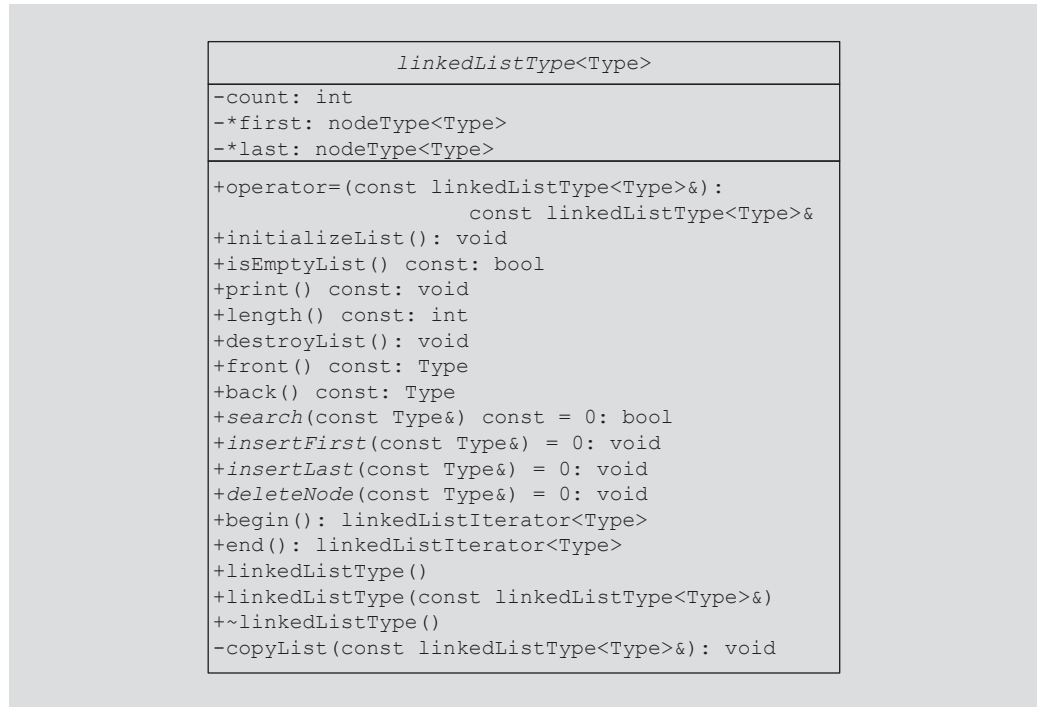 linkedListType<Type>
-count: int
-*first: nodeType<Type>
-*last: nodeType<Type>
+operator=(const linkedListType<Type>&):
const linkedListType<Type>&
+initializeList(): void
+isEmptyList() const: bool
+print() const: void
+length() const: int
+destroyList(): void
+front() const: Type
+back() const: Type
+search(const Type&) const = 0: bool
+insertFirst(const Type&) = 0: void
+insertLast(const Type&) = 0: void
+deleteNode(const Type&) = 0: void
+begin(): linkedListIterator<Type>
+end(): linkedListIterator<Type>
+linkedListType()
+linkedListType(const linkedListType<Type>&)
+~linkedListType()
-copyList(const linkedListType<Type>&): void